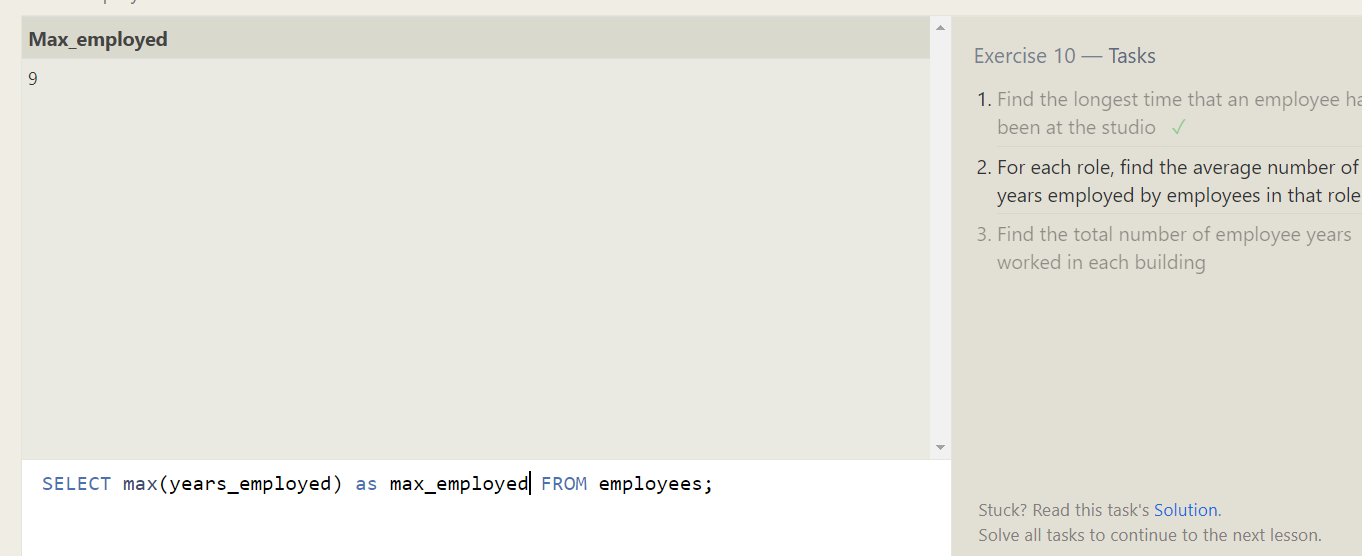 Max_employed
9
SELECT max(years_employed) as max_employed FROM employees;
Exercise 10 — Tasks
1. Find the longest time that an employee
been at the studio ✓
2. For each role, find the average number of
years employed by employees in that role
3. Find the total number of employee years
worked in each building
Stuck? Read this task's Solution.
Solve all tasks to continue to the next lesson.